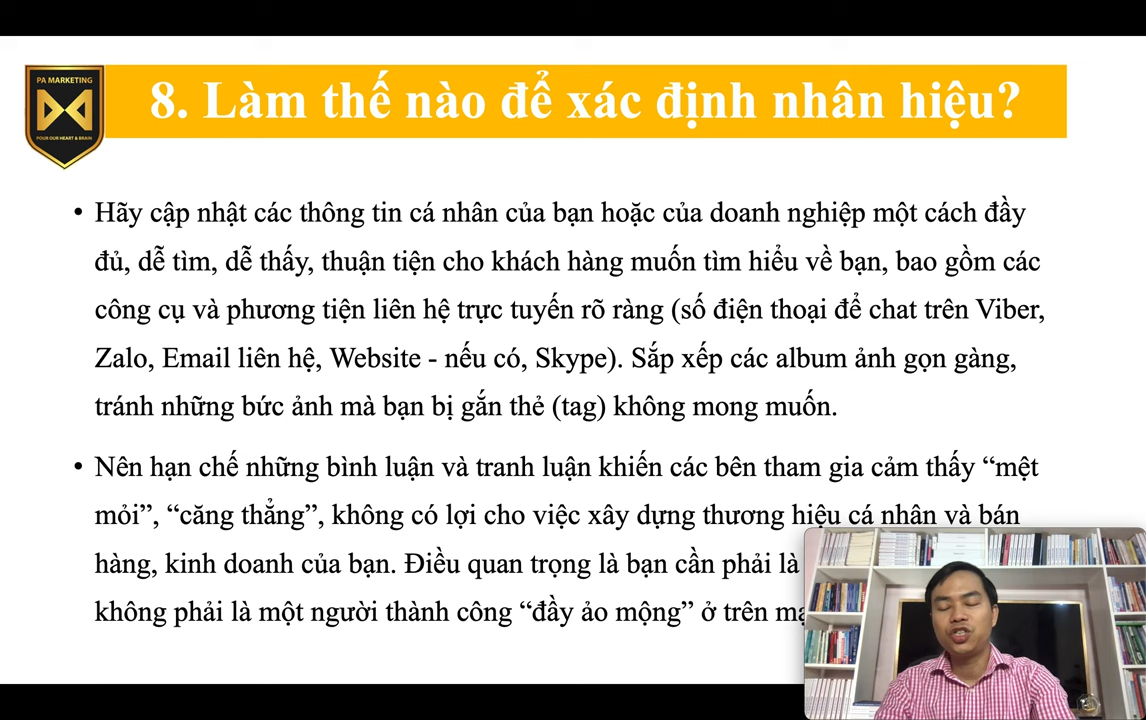 PA MARKETING
POUR OUR HEART & BRAIN
8. Làm thế nào để xác định nhân hiệu?
• Hãy cập nhật các thông tin cá nhân của bạn hoặc của doanh nghiệp một cách đầy
đủ, dễ tìm, dễ thấy, thuận tiện cho khách hàng muốn tìm hiểu về bạn, bao gồm các
công cụ và phương tiện liên hệ trực tuyến rõ ràng (số điện thoại để chat trên Viber,
Zalo, Email liên hệ, Website - nếu có, Skype). Sắp xếp các album ảnh gọn gàng,
tránh những bức ảnh mà bạn bị gắn thẻ (tag) không mong muốn.
• Nên hạn chế những bình luận và tranh luận khiến các bên tham gia cảm thấy “mệt
mỏi”, “căng thẳng”, không có lợi cho việc xây dựng thương hiệu cá nhân và bán
hàng, kinh doanh của bạn. Điều quan trọng là bạn cần phải là
không phải là một người thành công “đầy ảo mộng” ở trên